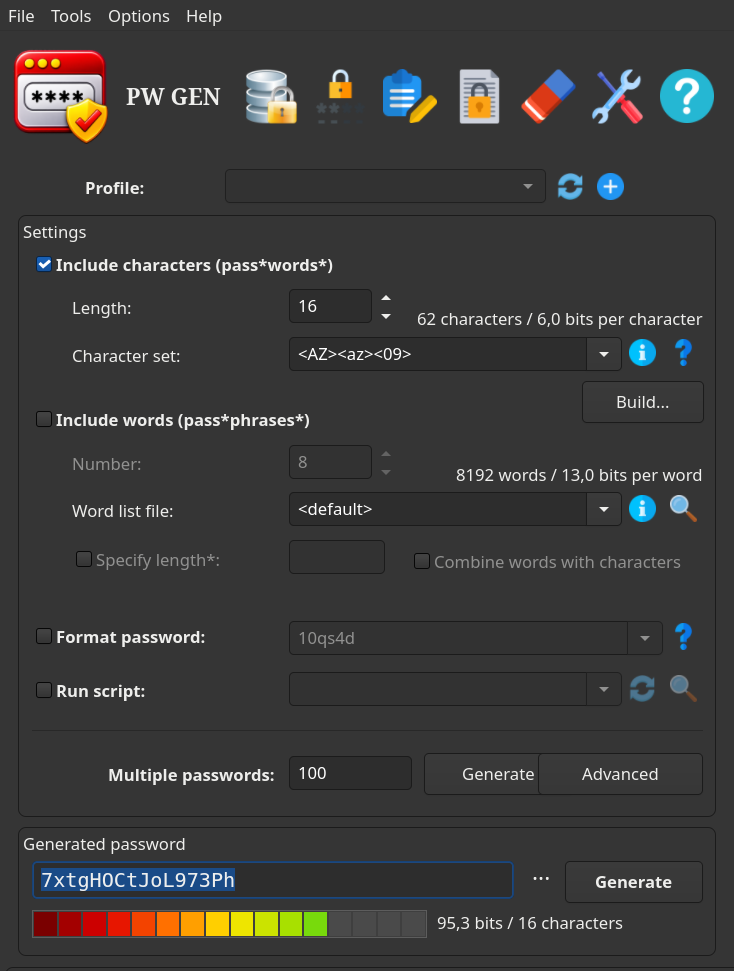 File Tools Options Help
**** PW GEN
Profile:
Settings
Include characters (pass*words*)
Length: 16
62 characters / 6,0 bits per character
Character set: <AZ><az><09>
Build...
Include words (pass*phrases*)
Number: 8
8192 words / 13,0 bits per word
Word list file: <default>
Specify length*: Combine words with characters
Format password: 10qs4d
Run script:
Multiple passwords: 100 Generate Advanced
Generated password
7xtgHOCtJoL973Ph ... Generate
95,3 bits / 16 characters